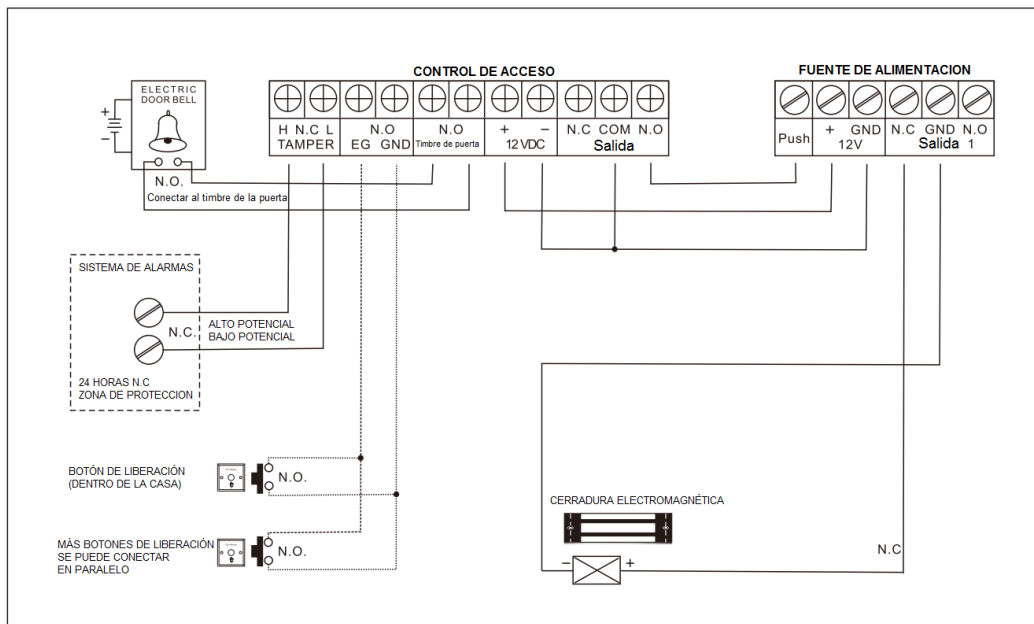 CONTROL DE ACCESO
FUENTE DE ALIMENTACION
ELECTRIC
DOOR BELL
+
−
N.O.
Conectar al timbre de la puerta
H N.C L
TAMPER
N.O
EG GND
N.O
Timbre de puerta
+ −
12 VDC
N.C COM N.O
Salida
Push
+ GND
12V
N.C GND N.O
Salida 1
SISTEMA DE ALARMAS
N.C.
ALTO POTENCIAL
BAJO POTENCIAL
24 HORAS N.C
ZONA DE PROTECCION
BOTÓN DE LIBERACIÓN
(DENTRO DE LA CASA)
N.O.
MÁS BOTONES DE LIBERACIÓN
SE PUEDE CONECTAR
EN PARALELO
N.O.
CERRADURA ELECTROMAGNÉTICA
N.C
− +